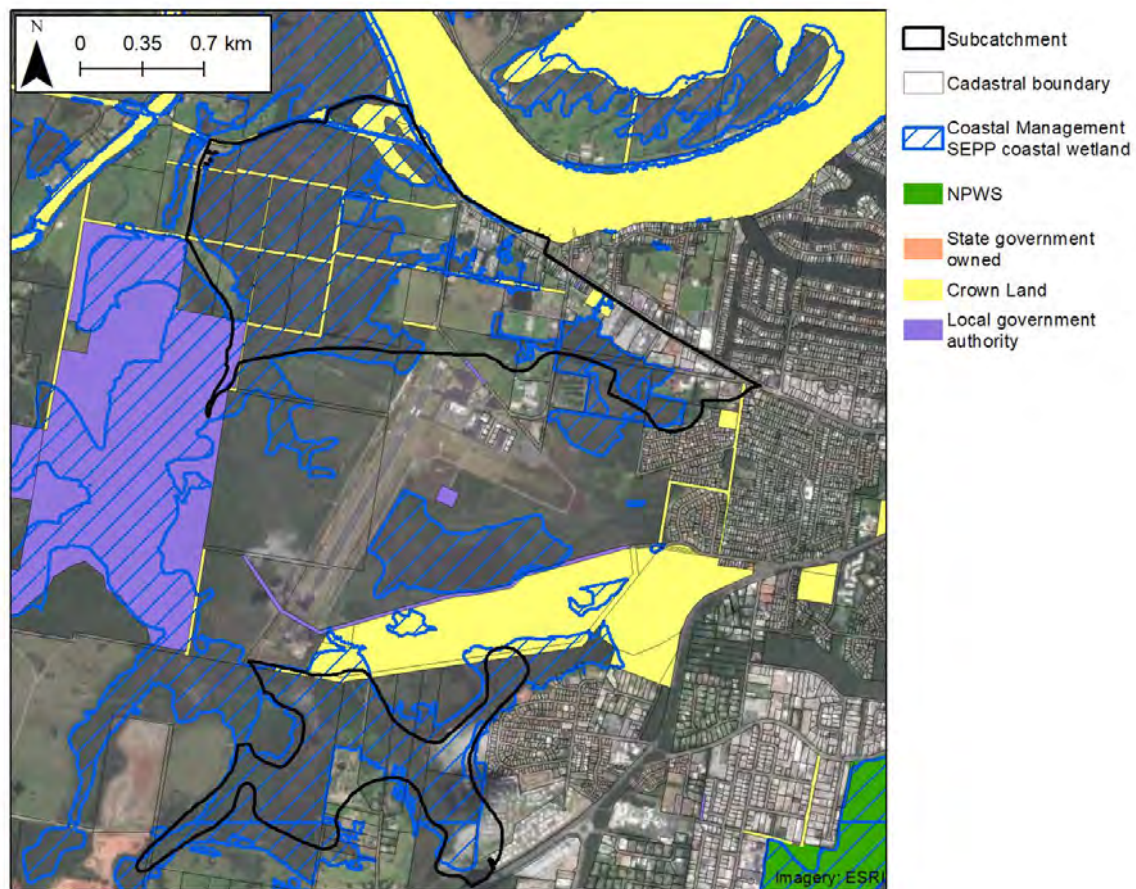 N
0 0.35 0.7 km
Subcatchment
Cadastral boundary
Coastal Management
SEPP coastal wetland
NPWS
State government
owned
Crown Land
Local government
authority
Imagery: ESRI